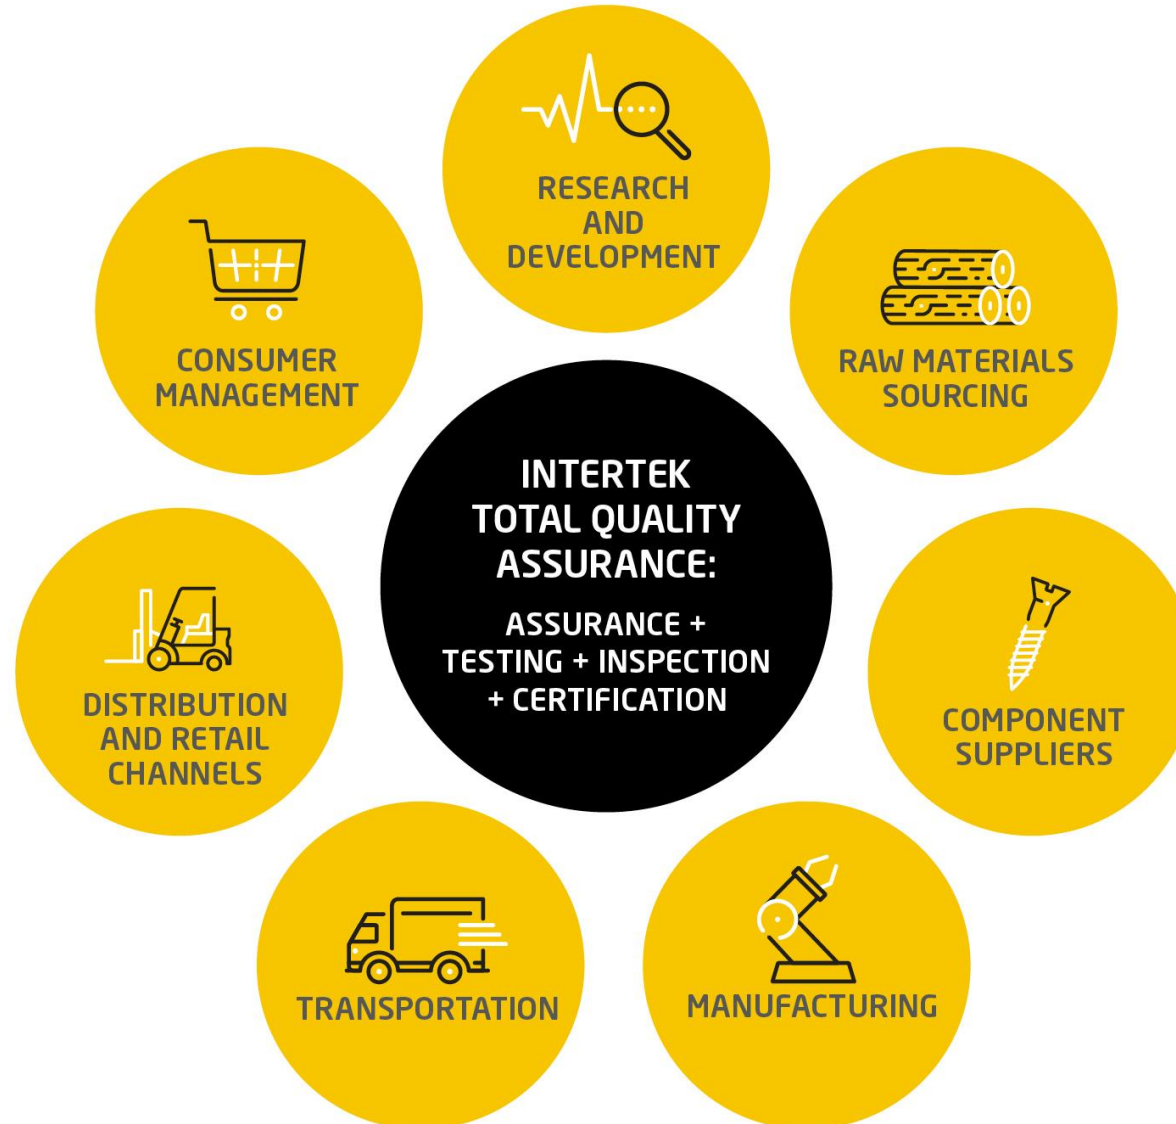 RESEARCH
AND
DEVELOPMENT
RAW MATERIALS
SOURCING
COMPONENT
SUPPLIERS
MANUFACTURING
TRANSPORTATION
DISTRIBUTION
AND RETAIL
CHANNELS
CONSUMER
MANAGEMENT
INTERTEK
TOTAL QUALITY
ASSURANCE:
ASSURANCE +
TESTING + INSPECTION
+ CERTIFICATION